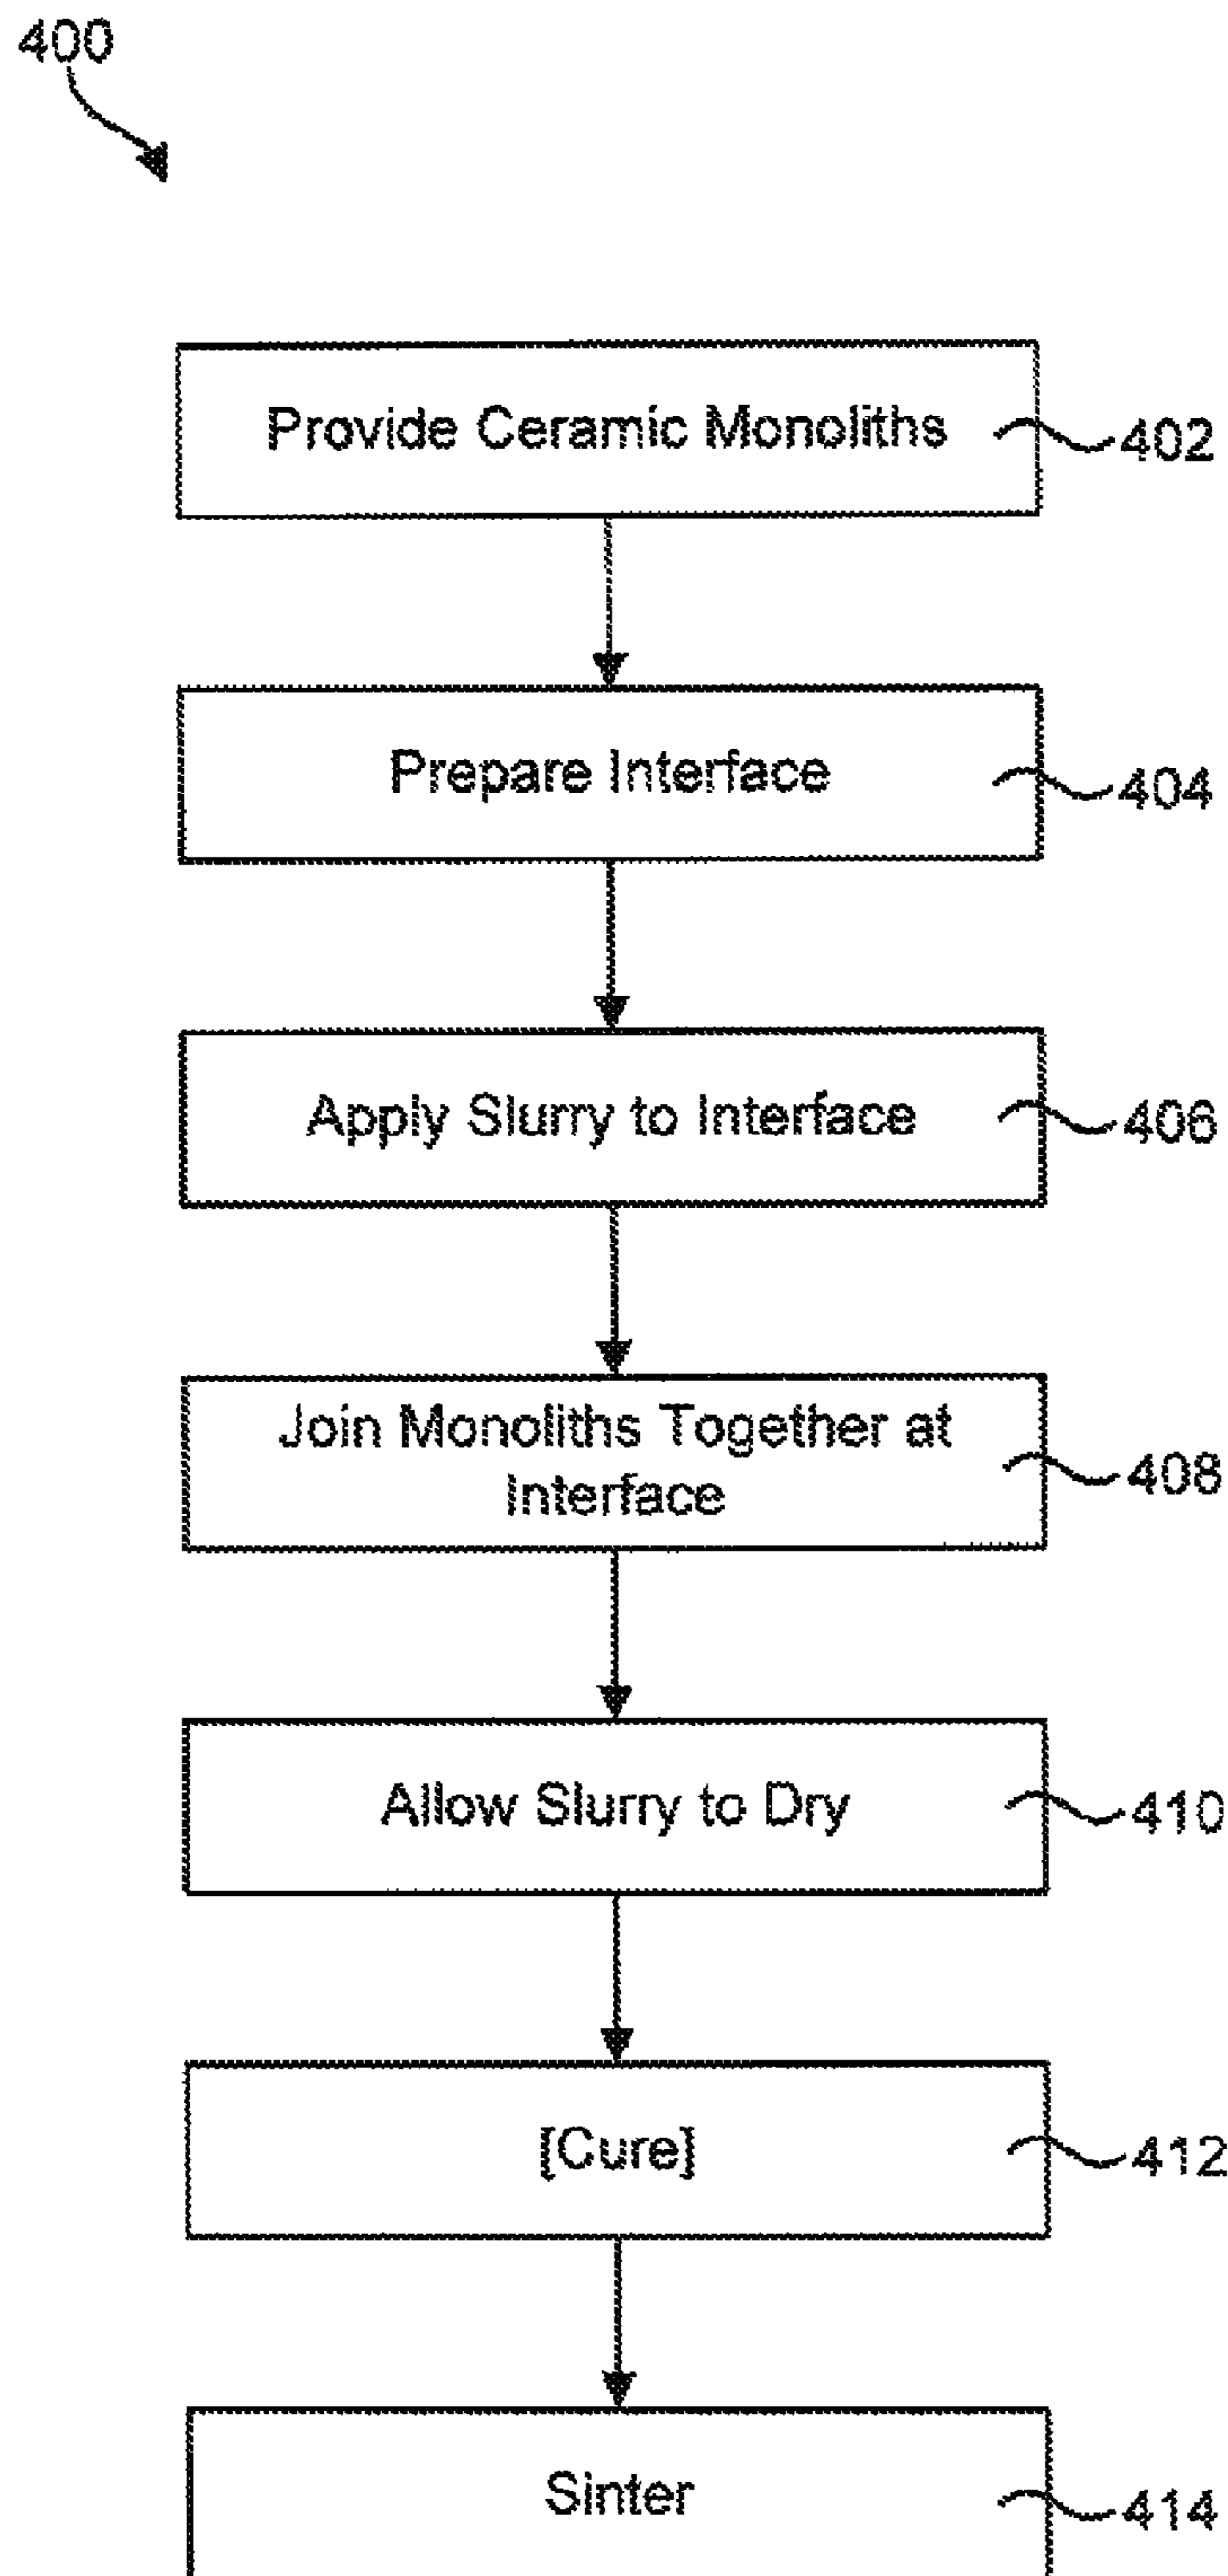 400
Provide Ceramic Monoliths
402
Prepare Interface
404
Apply Slurry to Interface
406
Join Monoliths Together at
Interface
408
Allow Slurry to Dry
410
[Cure]
412
Sinter
414